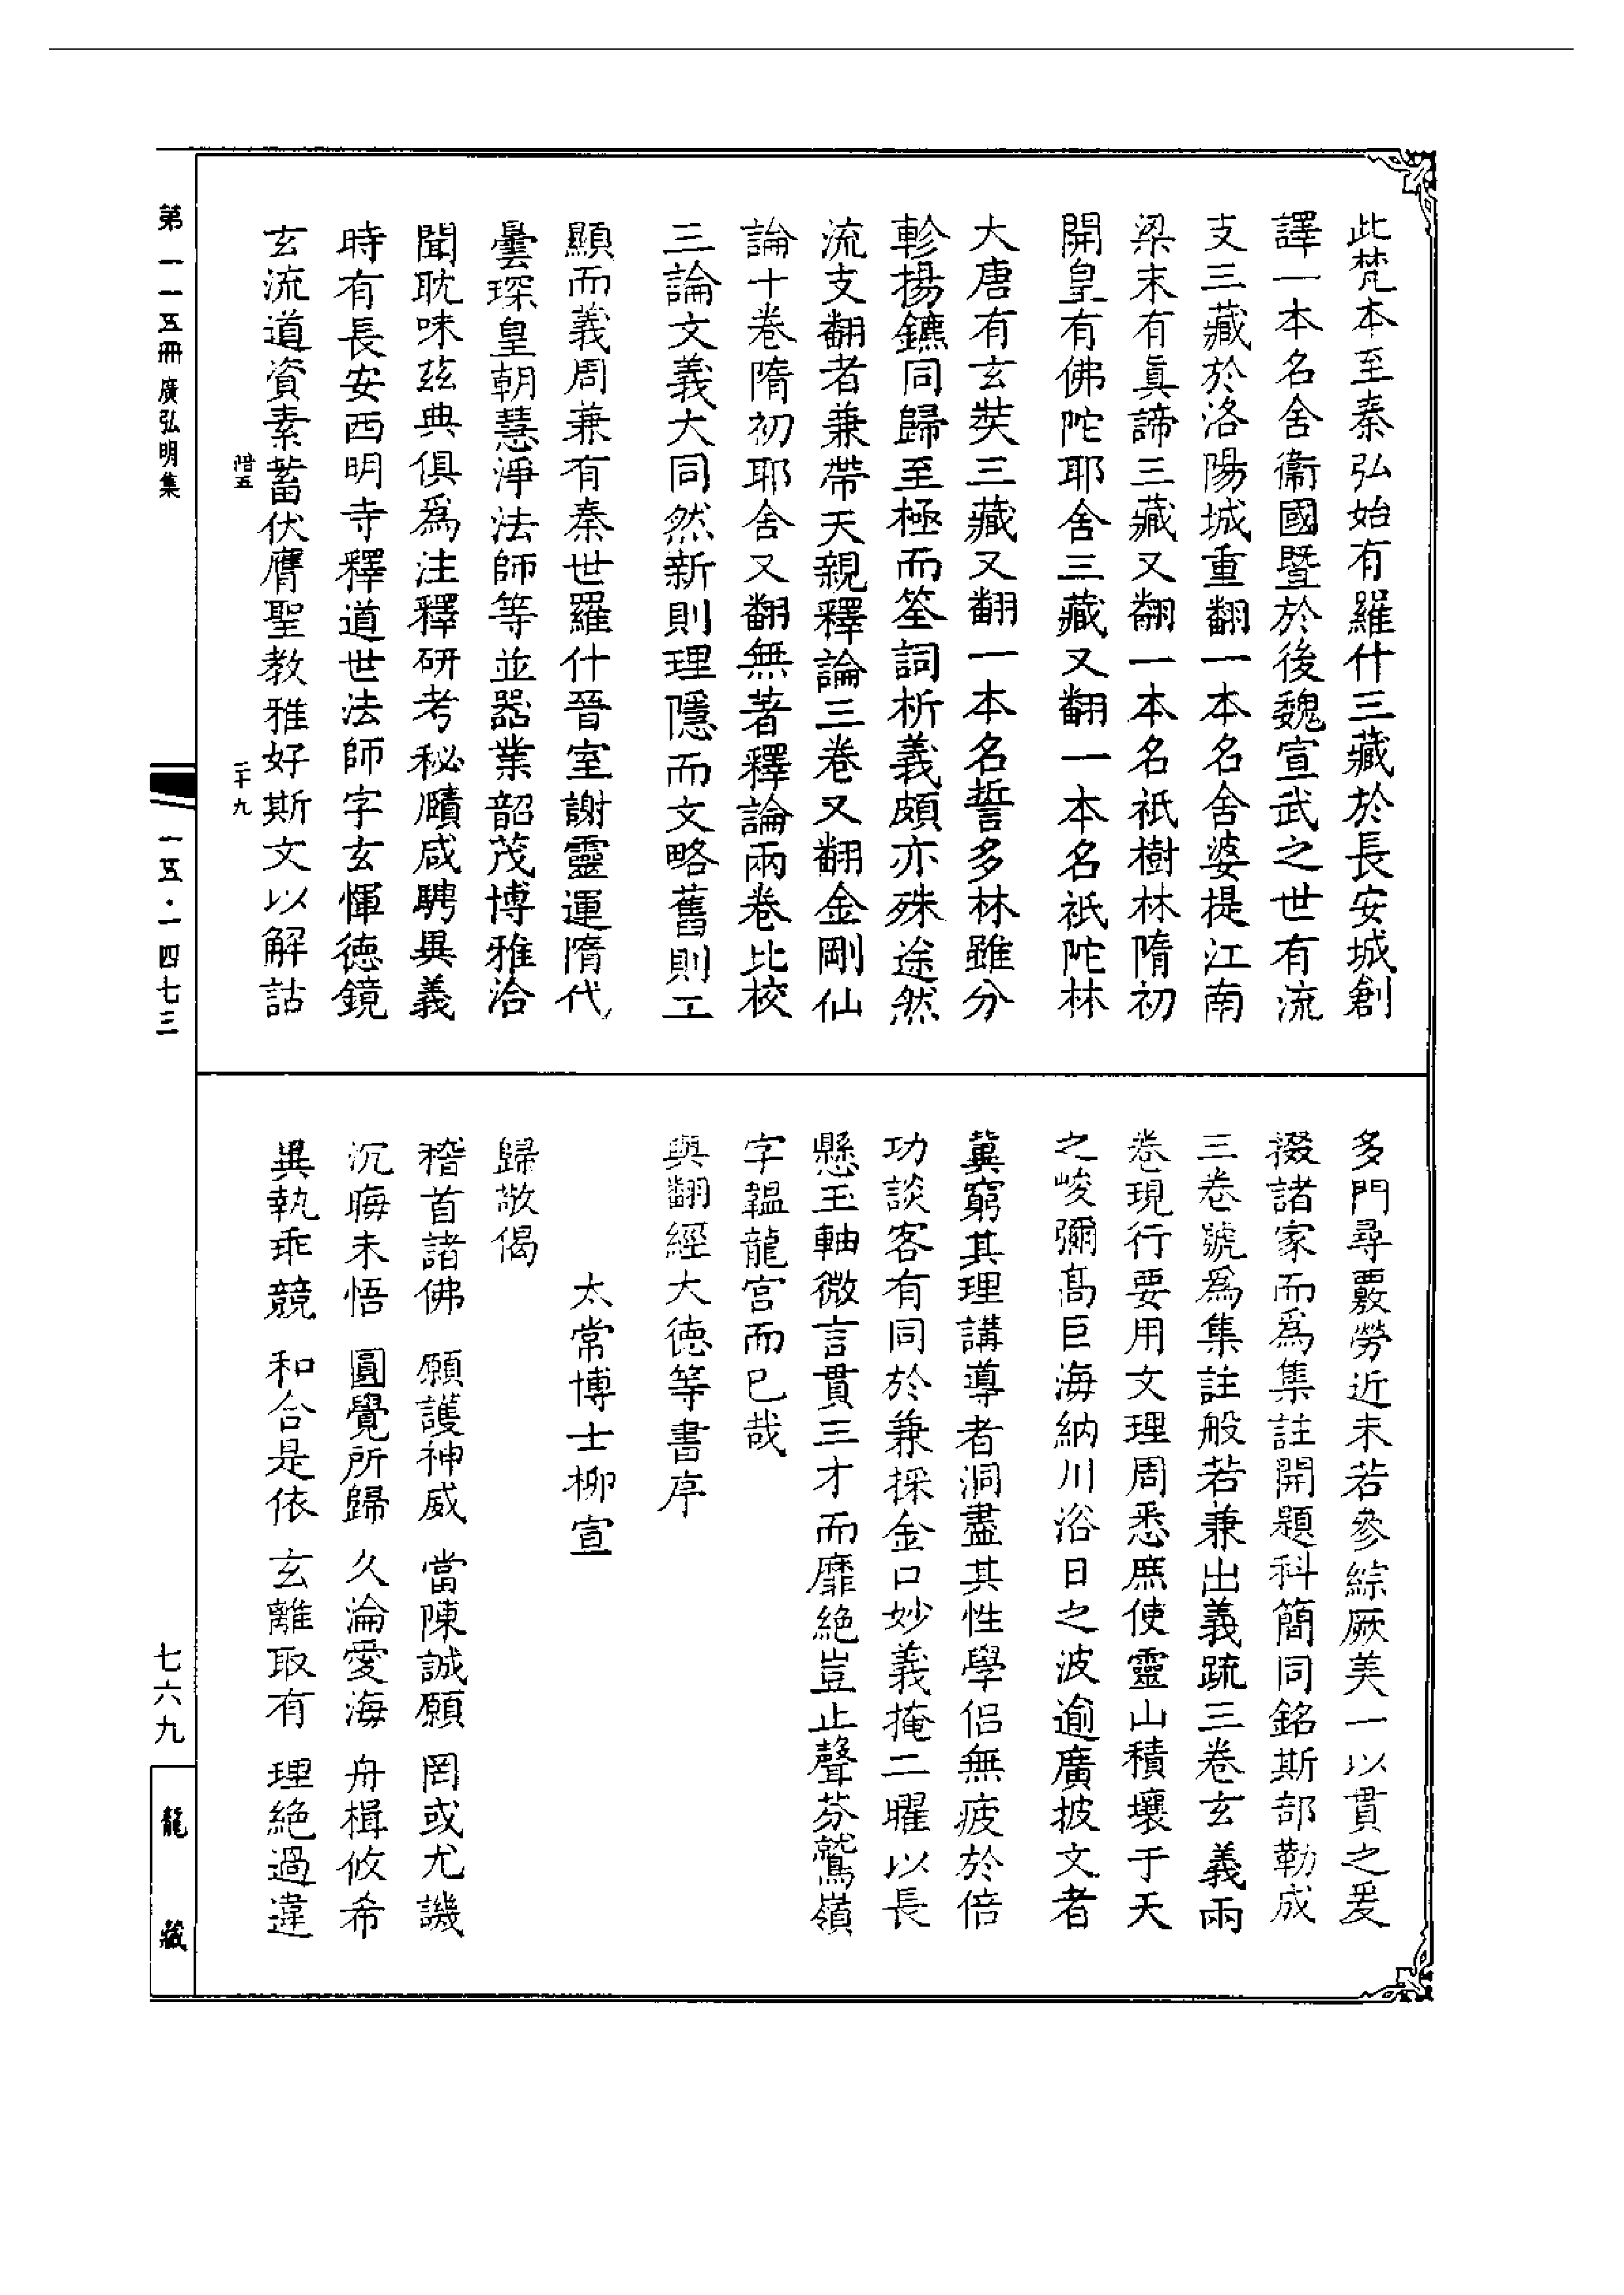 此梵本至秦弘始有羅什三藏於長安城創
譯一本名舍衞國暨於後魏宣武之世有流
支三藏於洛陽城重翻一本名舍婆提江南
梁末有真諦三藏又翻一本名祇樹林隋初
開皇有佛陀耶舍三藏又翻一本名祇陀林
大唐有玄奘三藏又翻一本名誓多林雖分
軫揚鑣同歸至極而筌詞析義頗亦殊途然
流支翻者兼帶天親釋論三卷又翻金剛仙
論十卷隋初耶舍又翻無著釋論兩卷比校
三論文義大同然新則理隱而文略舊則工
顯而義周兼有秦世羅什晉室謝靈運隋代
曇琛皇朝慧淨法師等並器業韶茂博雅洽
聞耽味茲典俱爲注釋研考秘賾咸騁異義
時有長安西明寺釋道世法師字玄惲德鏡
玄流道資素蓄伏膺聖教雅好斯文以解詁
多門尋覈勞近未若參綜厥美一以貫之爰
掇諸家而爲集註開題科簡同銘斯部勒成
三卷號爲集註般若兼出義疏三卷玄義兩
卷現行要用文理周悉庶使靈山積壤于天
之峻彌高巨海納川浴日之波逾廣披文者
冀窮其理講導者洞盡其性學侶無疲於倍
功談客有同於兼採金口妙義掩二曜以長
懸玉軸微言貫三才而靡絕豈止聲芬鷲嶺
字韞龍宮而已哉
與翻經大德等書序
太常博士柳宣
歸敬偈
稽首諸佛 願護神威 當陳誠願 罔或尤譏
沉晦未悟 圓覺所歸 久淪愛海 舟楫攸希
異執乖競 和合是依 玄離取有 理絕過違
第一一五冊 廣弘明集
陪五
二十九
一五·一四七三
七六九
龍藏